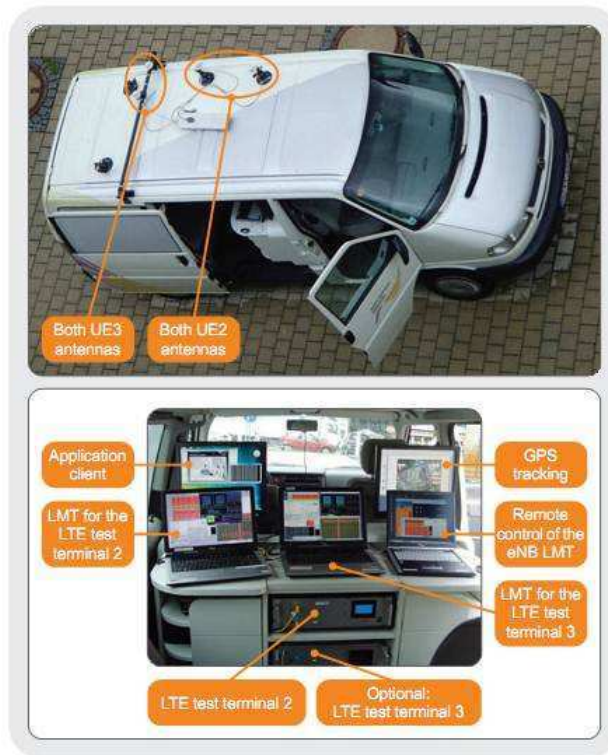 Both UE3
antennas
Both UE2
antennas
Application
client
GPS
tracking
LMT for the
LTE test
terminal 2
Remote
control of the
eNB LMT
LMT for the
LTE test
terminal 3
LTE test terminal 2
Optional:
LTE test terminal 3